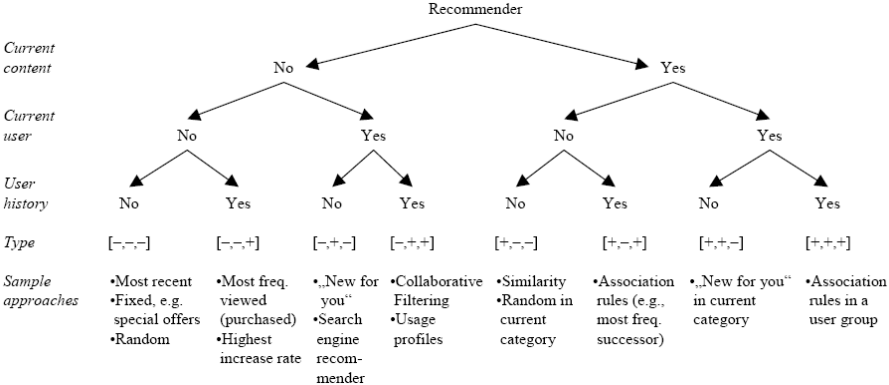 Recommender
Current
content
No
Yes
Current
user
No
Yes
No
Yes
User
history
No
Yes
No
Yes
No
Yes
No
Yes
Type
[–,–,–]
[–,–,+]
[–,+,–]
[–,+,+]
[+,–,–]
[+,–,+]
[+,+,–]
[+,+,+]
Sample
approaches
•Most recent
•Fixed, e.g.
special offers
•Random
•Most freq.
viewed
(purchased)
•Highest
increase rate
•„New for
you“
•Search
engine
recom-
mender
•Collaborative
Filtering
•Usage
profiles
•Similarity
•Random in
current
category
•Association
rules (e.g.,
most freq.
successor)
•„New for you“
in current
category
•Association
rules in a
user group